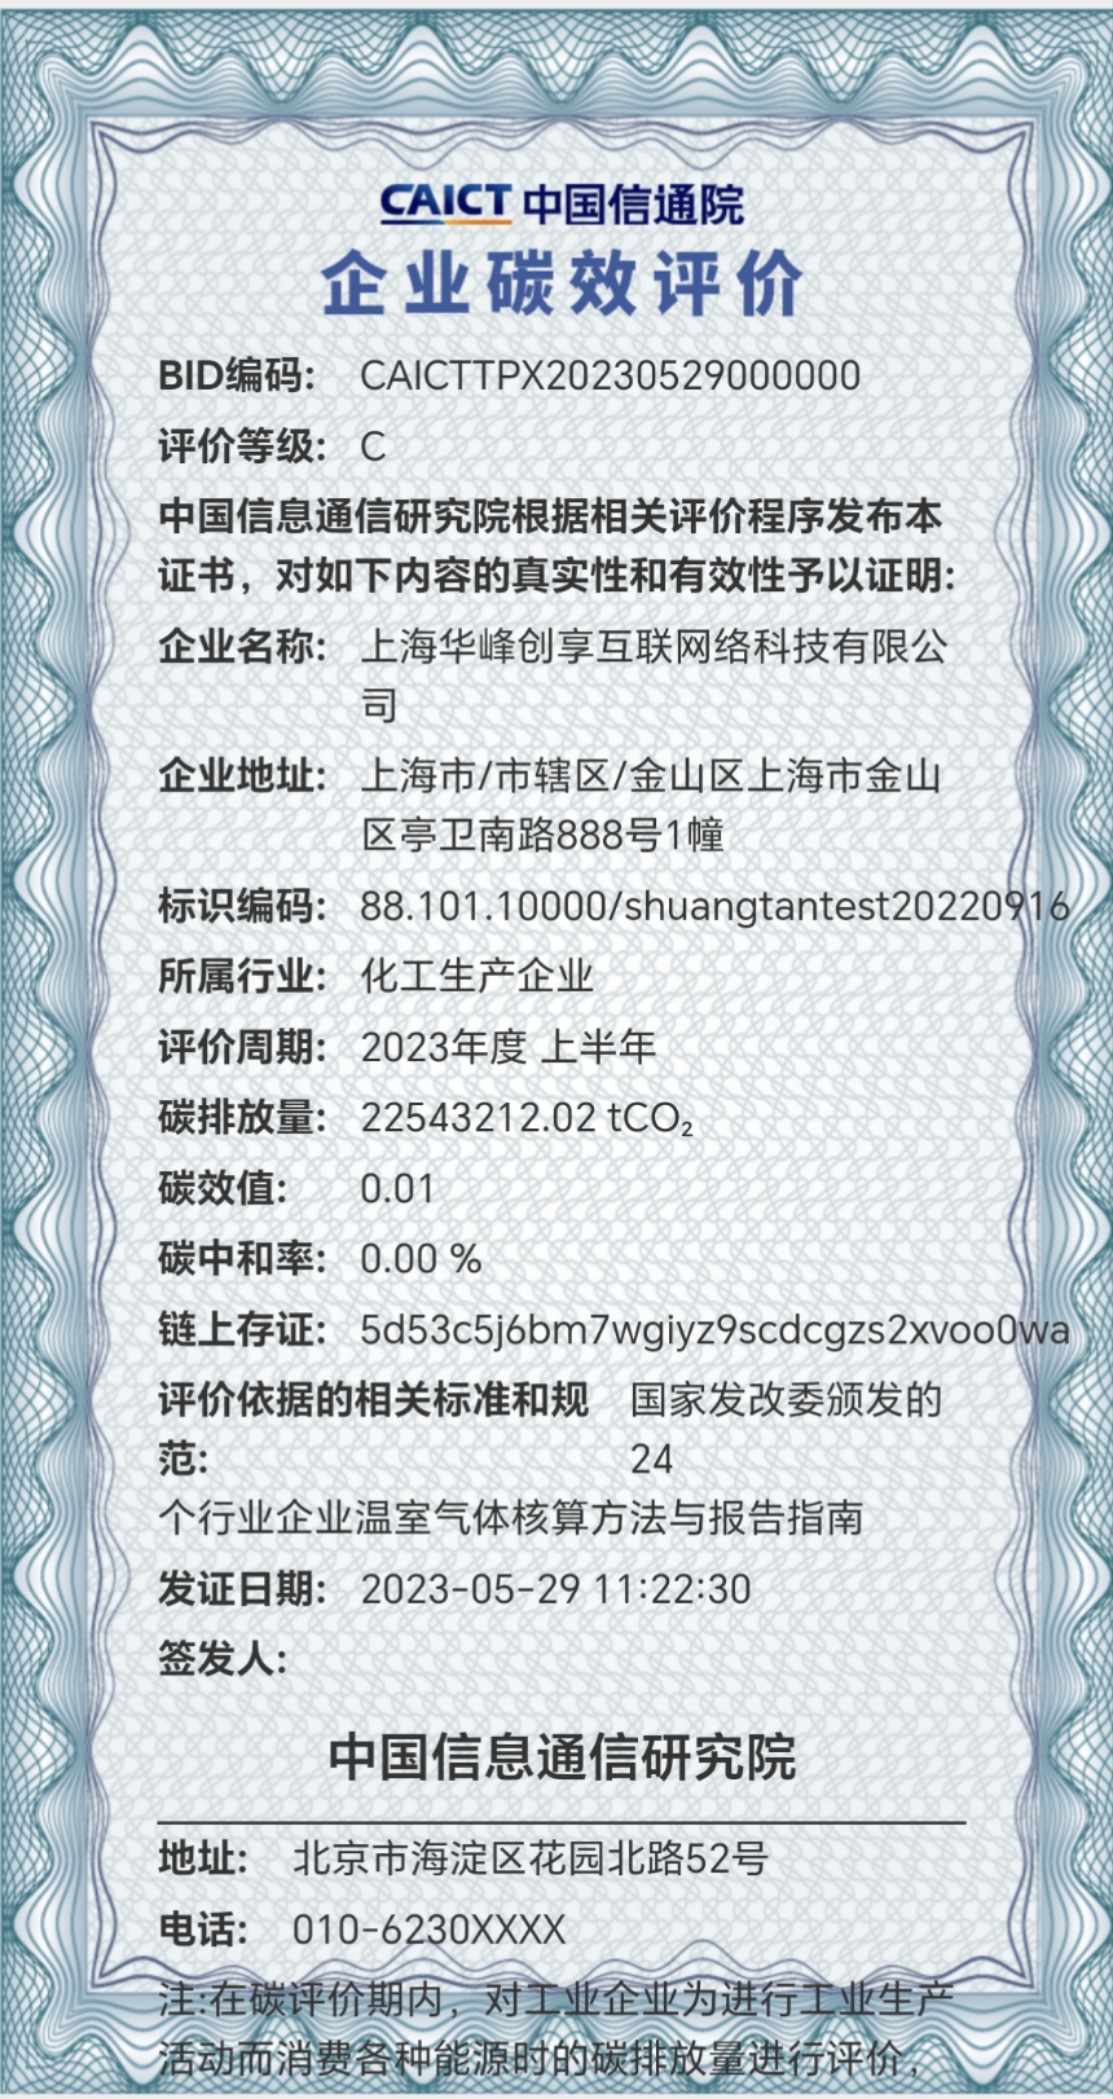 CAICT 中国信通院
企业碳效评价
BID编码: CAICTTPX20230529000000
评价等级: C
中国信息通信研究院根据相关评价程序发布本
证书，对如下内容的真实性和有效性予以证明:
企业名称: 上海华峰创享互联网络科技有限公
司
企业地址: 上海市/市辖区/金山区上海市金山
区亭卫南路888号1幢
标识编码: 88.101.10000/shuangtantest20220916
所属行业: 化工生产企业
评价周期: 2023年度 上半年
碳排放量: 22543212.02 tCO₂
碳效值: 0.01
碳中和率: 0.00 %
链上存证: 5d53c5j6bm7wgiyz9scdcgzs2xvoo0wa
评价依据的相关标准和规 国家发改委颁发的
范: 24
个行业企业温室气体核算方法与报告指南
发证日期: 2023-05-29 11:22:30
签发人:
中国信息通信研究院
地址: 北京市海淀区花园北路52号
电话: 010-6230XXXX
注:在碳评价期内，对工业企业为进行工业生产
活动而消费各种能源时的碳排放量进行评价，